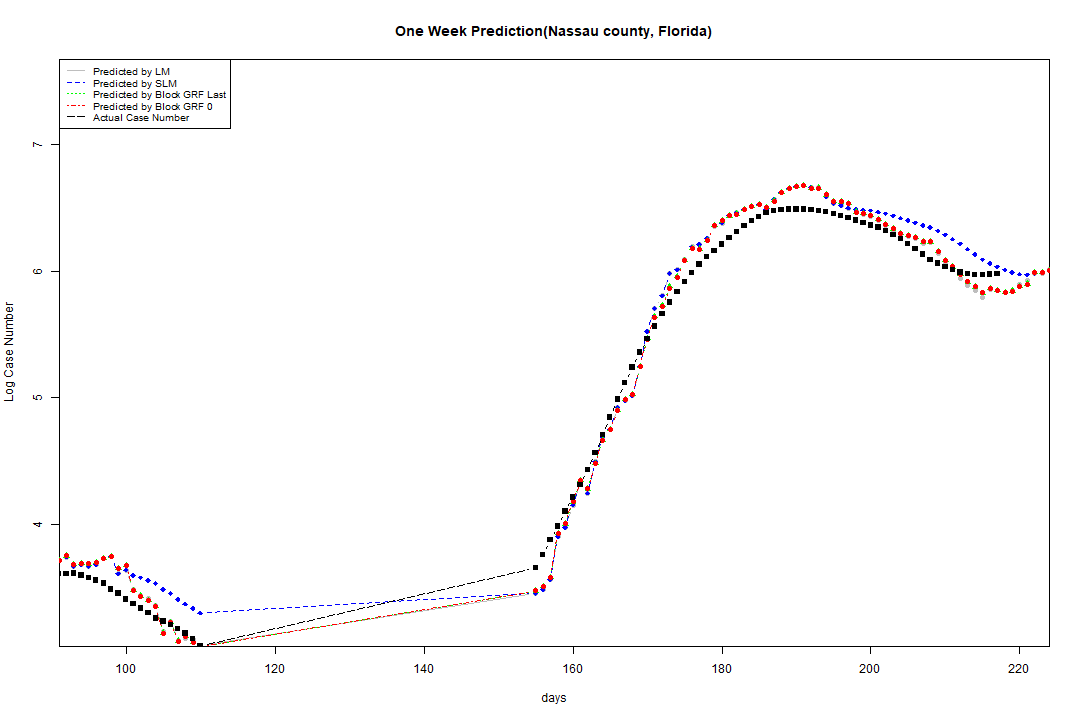 One Week Prediction(Nassau county, Florida)
Predicted by LM
Predicted by SLM
Predicted by Block GRF Last
Predicted by Block GRF 0
Actual Case Number
7
6
5
4
Log Case Number
100 120 140 160 180 200 220
days